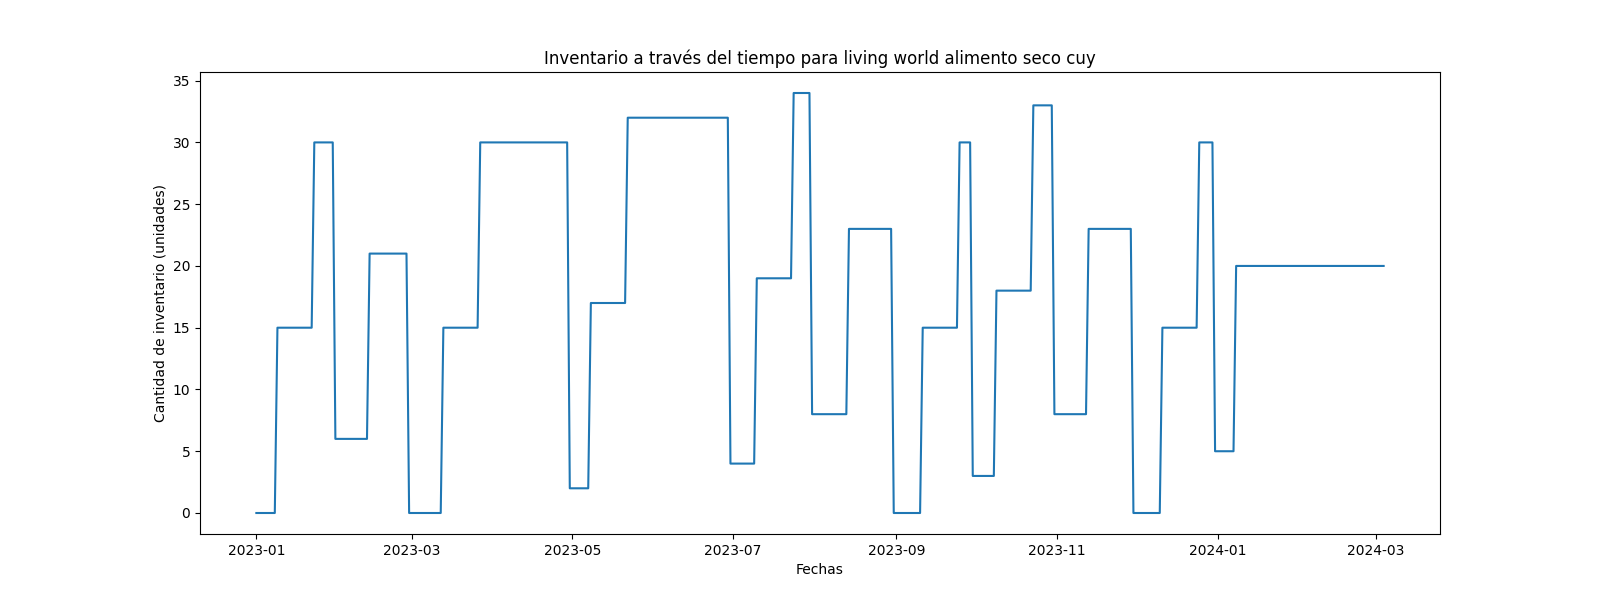 Inventario a través del tiempo para living world alimento seco cuy
Cantidad de inventario (unidades)
35
30
25
20
15
10
5
0
2023-01 2023-03 2023-05 2023-07 2023-09 2023-11 2024-01 2024-03
Fechas